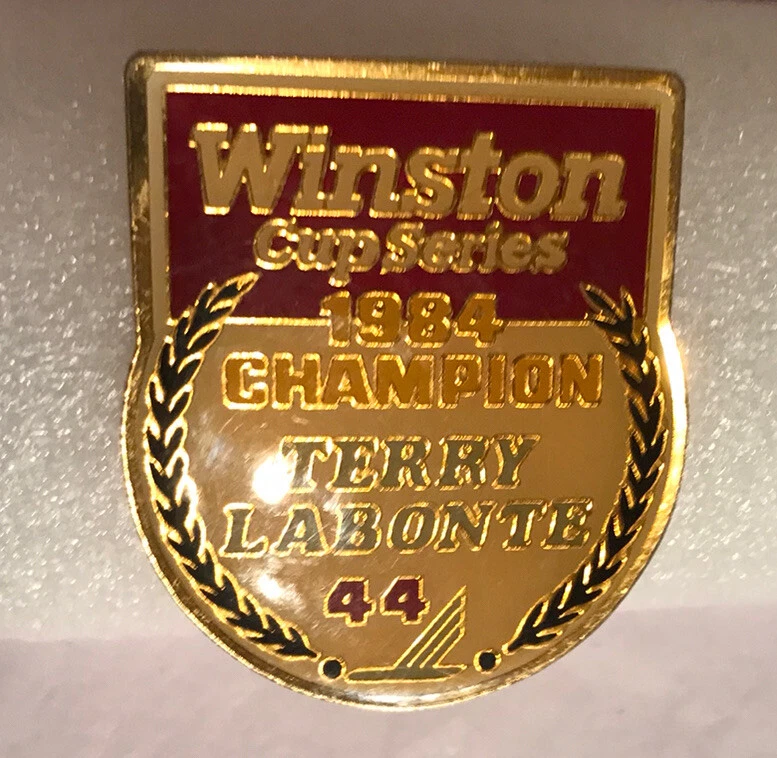 Winston
Cup Series
1984
CHAMPION
TERRY
LABONTE
44